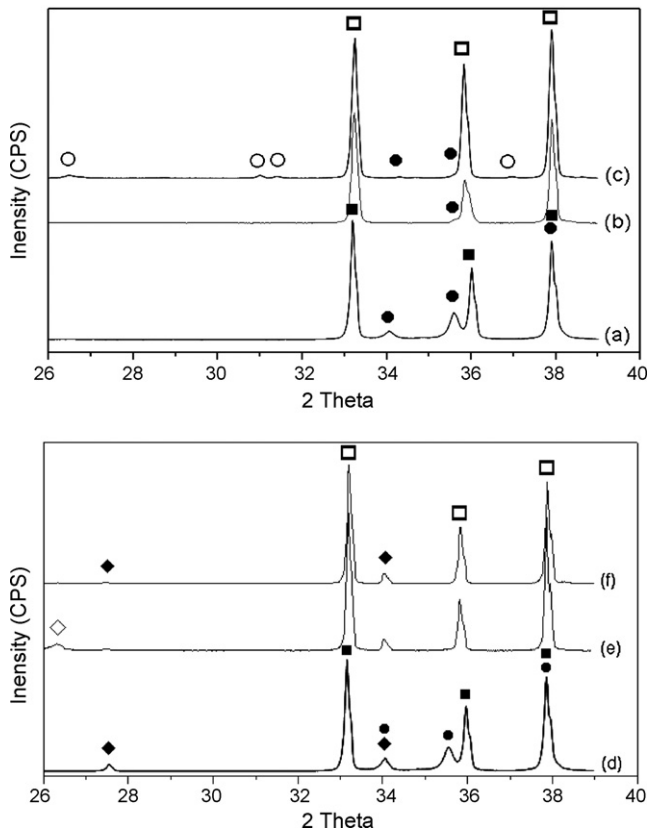 Inensity (CPS)
(c)
(b)
(a)
26 28 30 32 34 36 38 40
2 Theta
Inensity (CPS)
(f)
(e)
(d)
26 28 30 32 34 36 38 40
2 Theta